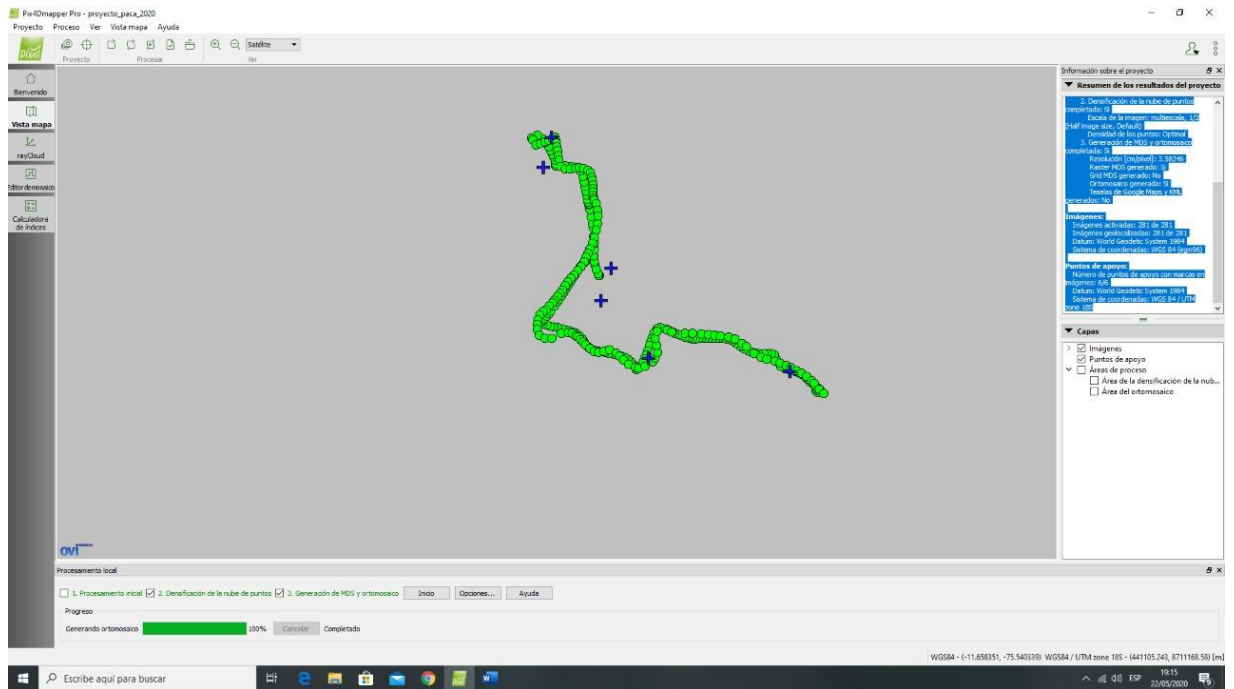 Pix4Dmapper Pro - proyecto_paca_2020
Proyecto Proceso Ver Vista mapa Ayuda
Satélite
Proyecto Procesar Ver
Bienvenido
Vista mapa
rayCloud
Editor de mosaico
Calculadora
de índices
Información sobre el proyecto
Resumen de los resultados del proyecto
2. Densificación de la nube de puntos
completada: Sí
Escala de la imagen: multiescala, 1/2
(Half image size, Default)
Densidad de los puntos: Optimal
3. Generación de MDS y ortomosaico
completada: Sí
Resolución [cm/píxel]: 3.58246
Raster MDS generado: Sí
Grid MDS generado: No
Ortomosaico generado: Sí
Teselas de Google Maps y KML
generados: No
Imágenes:
Imágenes activadas: 281 de 281
Imágenes geolocalizadas: 281 de 281
Datum: World Geodetic System 1984
Sistema de coordenadas: WGS 84 (egm96)
Puntos de apoyo:
Número de puntos de apoyo con marcas en
imágenes: 6/6
Datum: World Geodetic System 1984
Sistema de coordenadas: WGS 84 / UTM
zone 18S
Capas
Imágenes
Puntos de apoyo
Áreas de proceso
Área de la densificación de la nub...
Área del ortomosaico
ovi
Procesamiento local
1. Procesamiento inicial 2. Densificación de la nube de puntos 3. Generación de MDS y ortomosaico Inicio Opciones... Ayuda
Progreso
Generando ortomosaico 100% Cancelar Completado
WGS84 - (-11.658351, -75.540339) WGS84 / UTM zone 18S - (441105.243, 8711168.58) [m]
Escribe aquí para buscar
ESP
19:15
22/05/2020